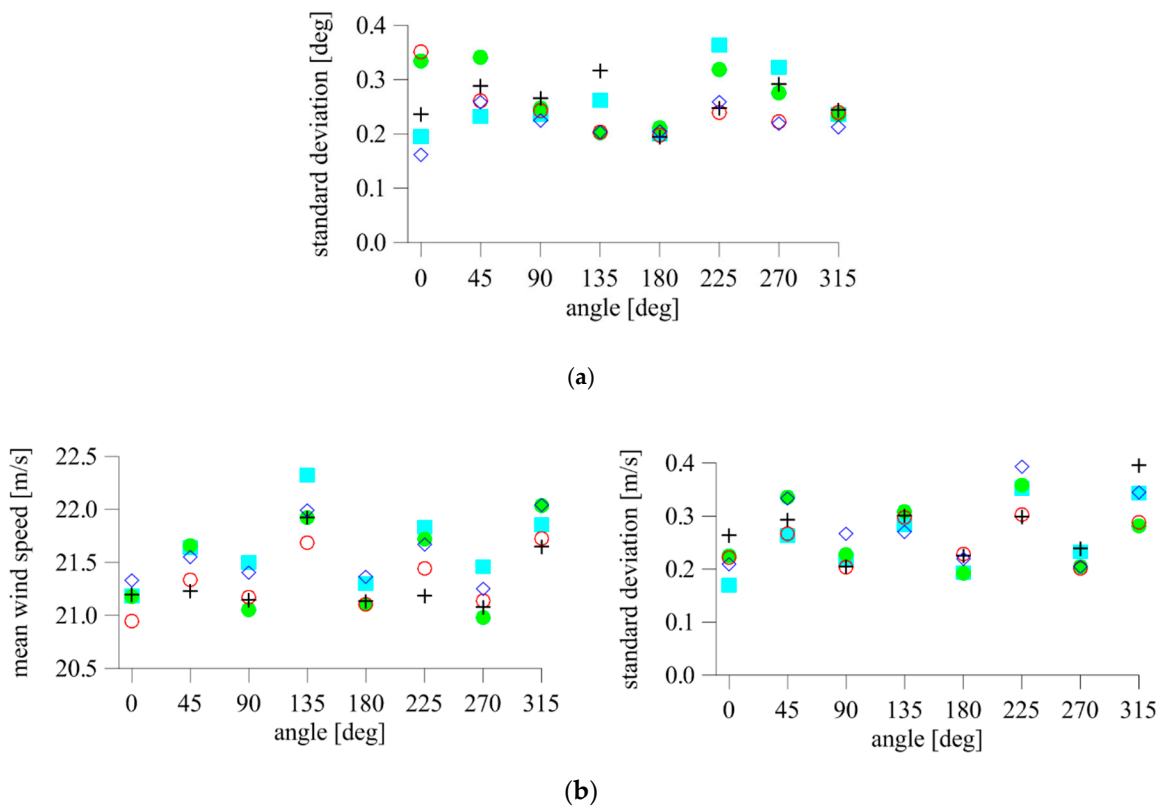 standard deviation [deg]
0.4
0.3
0.2
0.1
0.0
0 45 90 135 180 225 270 315
angle [deg]
(a)
mean wind speed [m/s]
22.5
22.0
21.5
21.0
20.5
0 45 90 135 180 225 270 315
angle [deg]
standard deviation [m/s]
0.4
0.3
0.2
0.1
0.0
0 45 90 135 180 225 270 315
angle [deg]
(b)